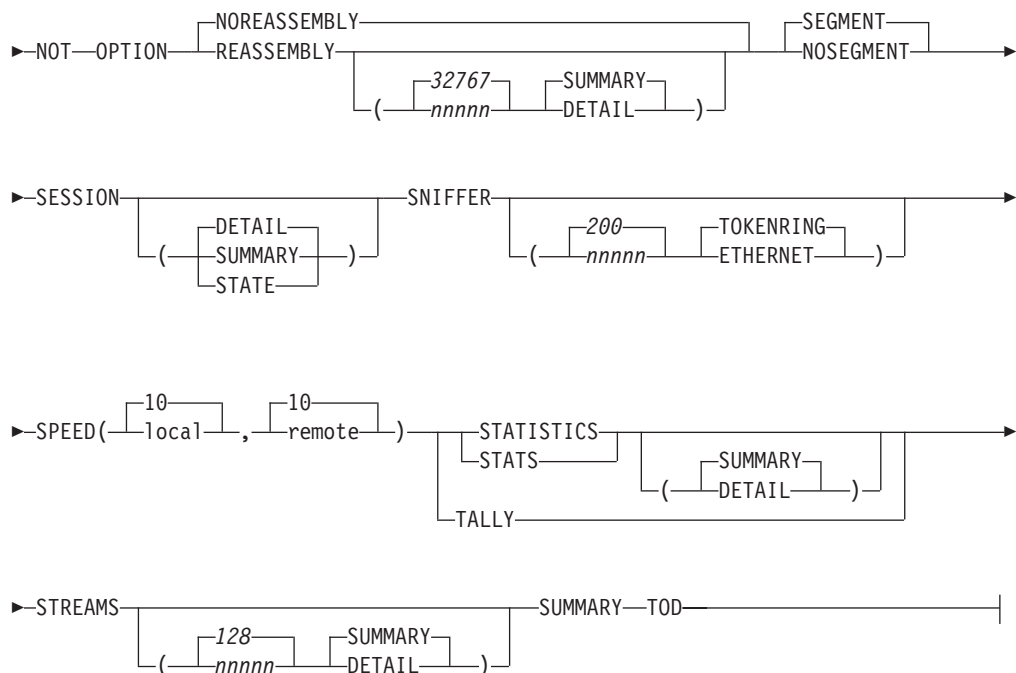 NOREASSEMBLY SEGMENT
NOT OPTION REASSEMBLY NOSEGMENT
32767 SUMMARY
( nnnnn DETAIL )
SESSION SNIFFER
DETAIL 200 TOKENRING
( SUMMARY ) ( nnnnn ETHERNET )
STATE
10 10
SPEED( local , remote ) STATISTICS
STATS SUMMARY
( DETAIL )
TALLY
STREAMS SUMMARY TOD
128 SUMMARY
( nnnnn DETAIL )